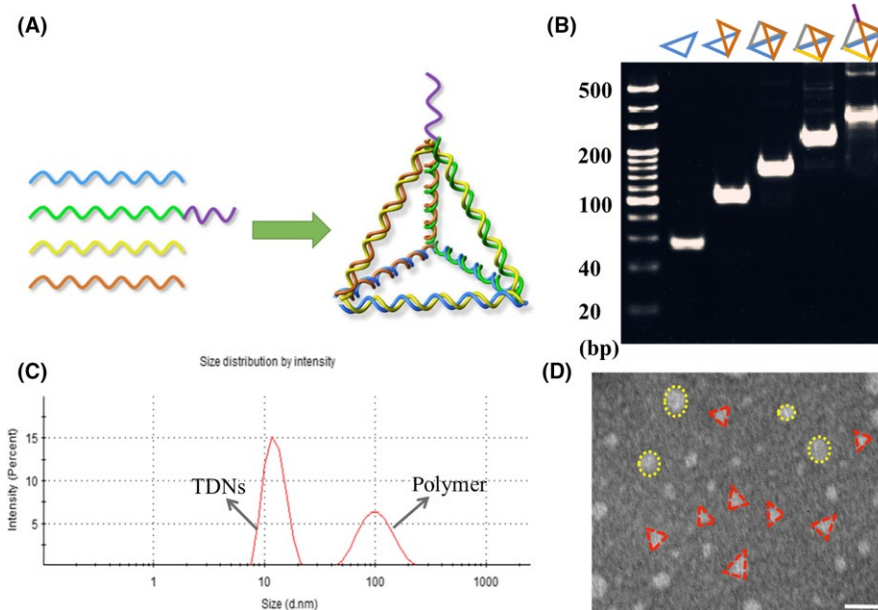 (A)
(B)
500
200
100
40
20
(bp)
(C)
Size distribution by intensity
Intensity (Percent)
15
10
5
TDNs
Polymer
1
10
100
1000
Size (d.nm)
(D)